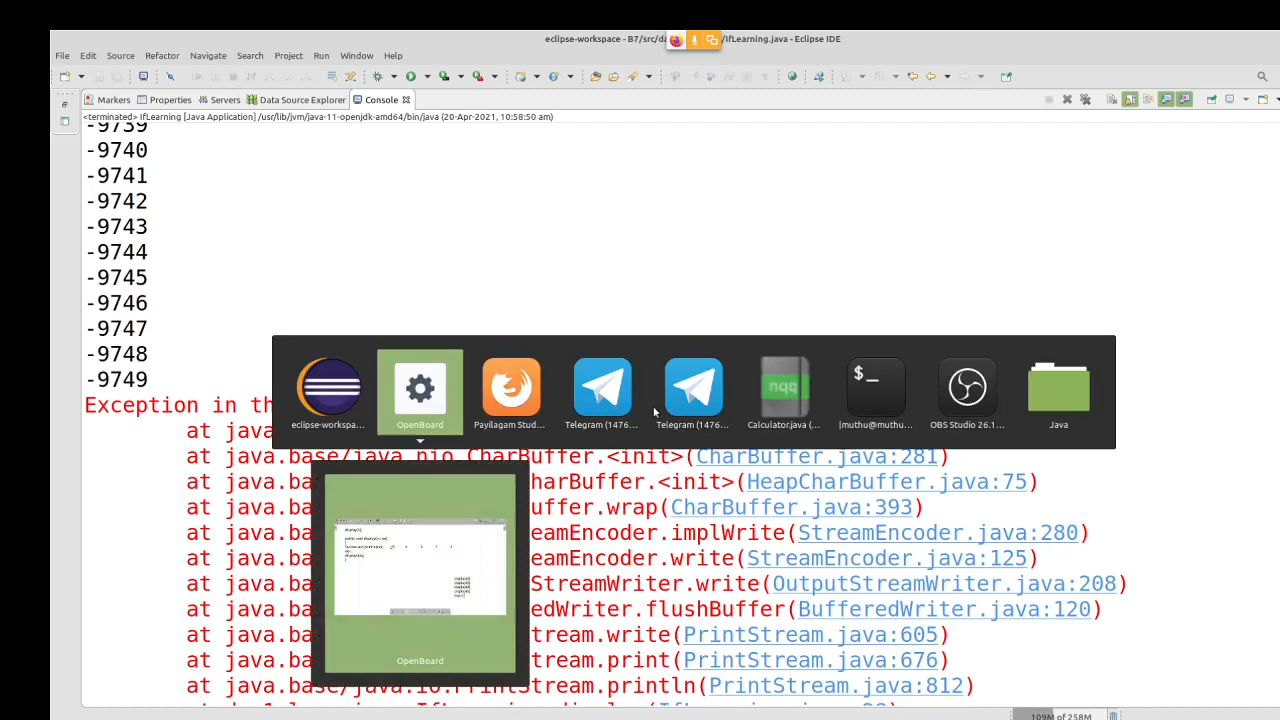 eclipse-workspace - B7/src/da /IfLearning.java - Eclipse IDE
File Edit Source Refactor Navigate Search Project Run Window Help
Markers Properties Servers Data Source Explorer Console
<terminated> IfLearning [Java Application] /usr/lib/jvm/java-11-openjdk-amd64/bin/java (20-Apr-2021, 10:58:50 am)
-9739
-9740
-9741
-9742
-9743
-9744
-9745
-9746
-9747
-9748
-9749
Exception in th
$_
nqq
eclipse-workspa... OpenBoard Payilagam Stud... Telegram (1476... Telegram (1476... Calculator.java (... |muthu@muthu... OBS Studio 26.1... Java
at java
at java.base/java.nio.CharBuffer.<init>(CharBuffer.java:281)
at java.ba harBuffer.<init>(HeapCharBuffer.java:75)
at java.ba uffer.wrap(CharBuffer.java:393)
at java.ba eamEncoder.implWrite(StreamEncoder.java:280)
at java.ba eamEncoder.write(StreamEncoder.java:125)
at java.ba StreamWriter.write(OutputStreamWriter.java:208)
at java.ba edWriter.flushBuffer(BufferedWriter.java:120)
at java.ba tream.write(PrintStream.java:605)
at java.ba tream.print(PrintStream.java:676)
OpenBoard
at java.base/java.io.PrintStream.println(PrintStream.java:812)
109M of 258M